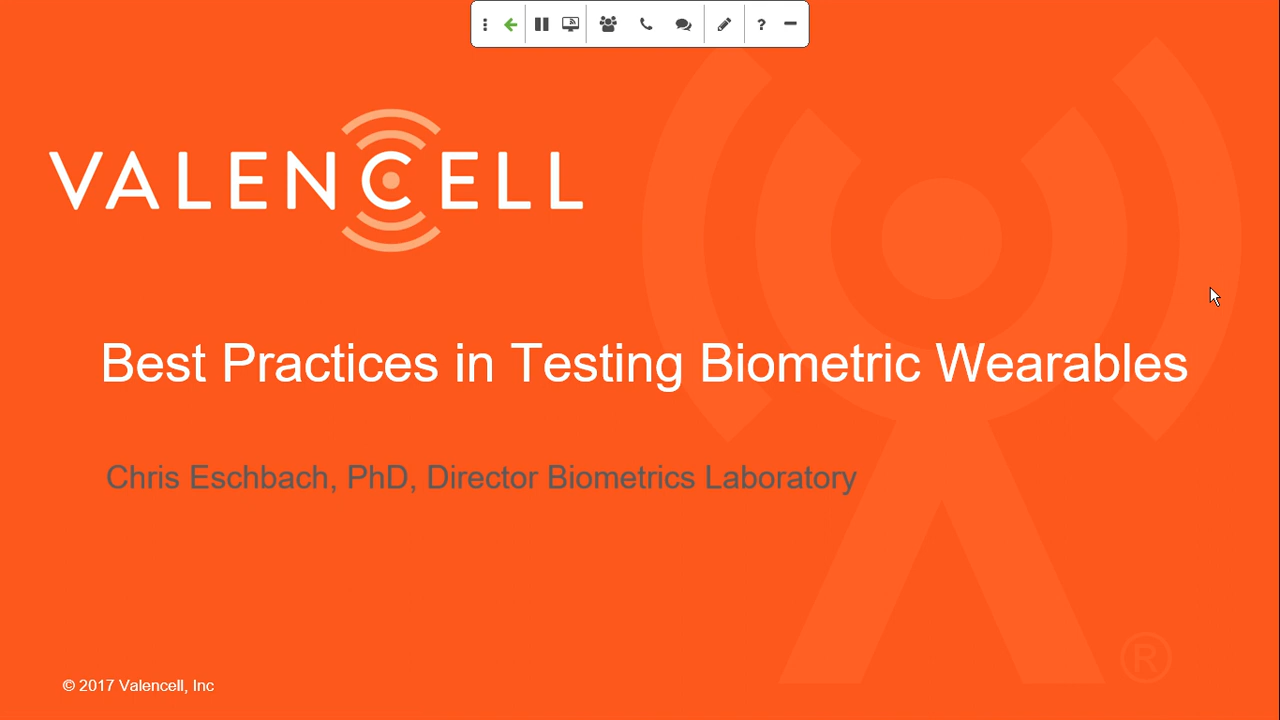 ?
VALENCELL
Best Practices in Testing Biometric Wearables
Chris Eschbach, PhD, Director Biometrics Laboratory
®
© 2017 Valencell, Inc